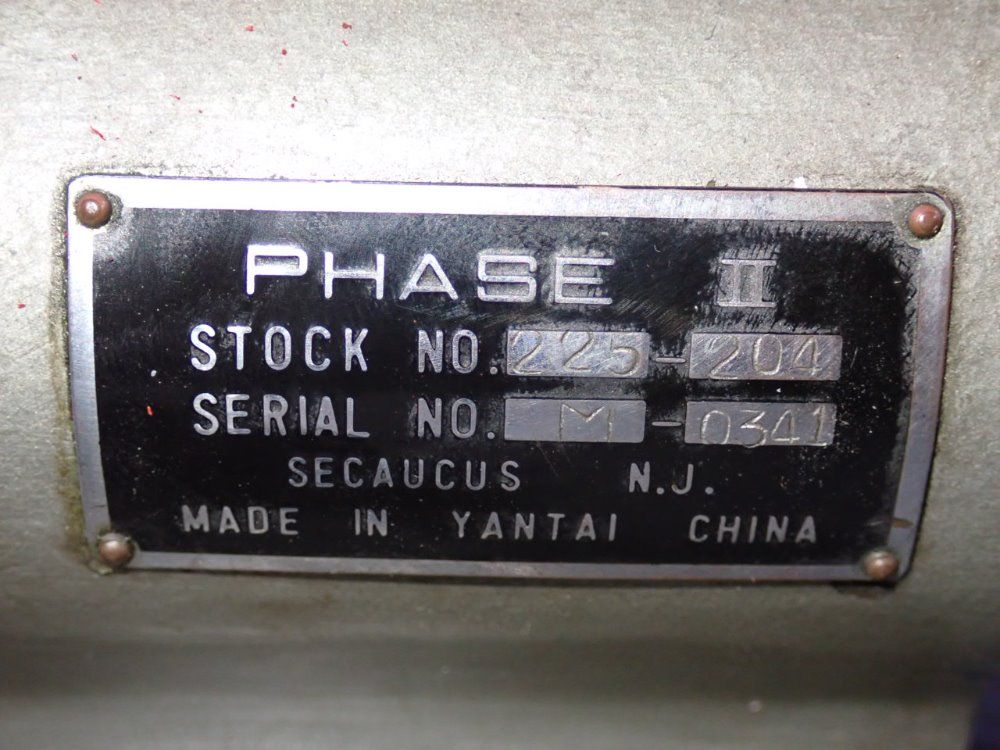 PHASE II
STOCK NO. 225-204
SERIAL NO. M-0341
SECAUCUS N.J.
MADE IN YANTAI CHINA